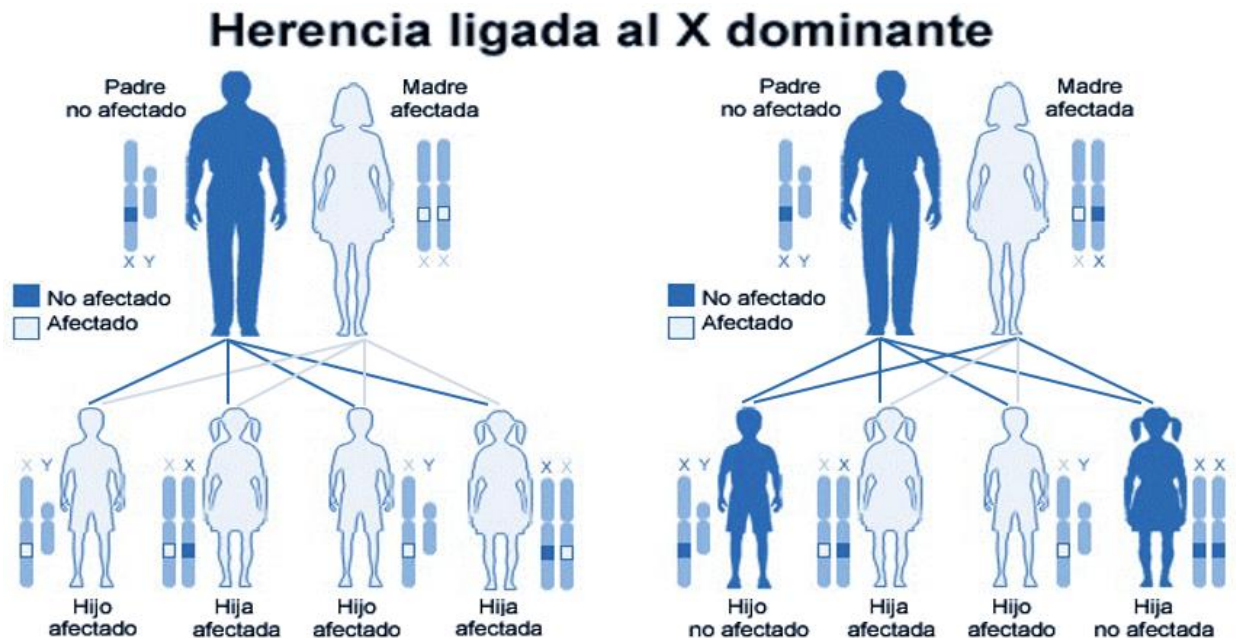 Herencia ligada al X dominante
Padre
no afectado
Madre
afectada
X Y
X X
No afectado
Afectado
X Y
X X
X Y
X X
Hijo
afectado
Hija
afectada
Hijo
afectado
Hija
afectada
Padre
no afectado
Madre
afectada
X Y
X X
No afectado
Afectado
X Y
X X
X Y
X X
Hijo
no afectado
Hija
afectada
Hijo
afectado
Hija
no afectada